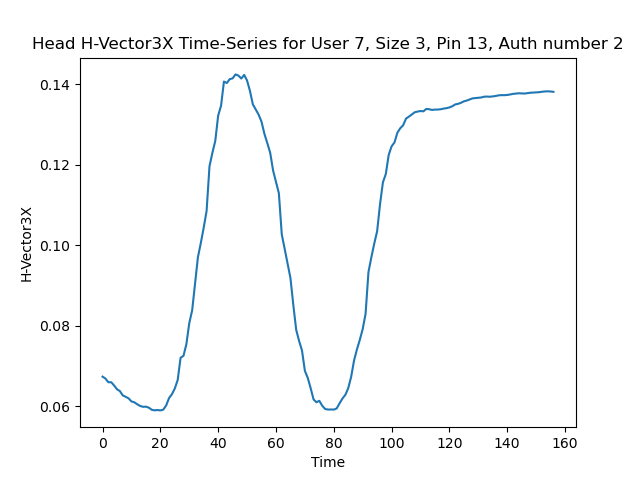 Head H-Vector3X Time-Series for User 7, Size 3, Pin 13, Auth number 2
H-Vector3X
0.14
0.12
0.10
0.08
0.06
0 20 40 60 80 100 120 140 160
Time